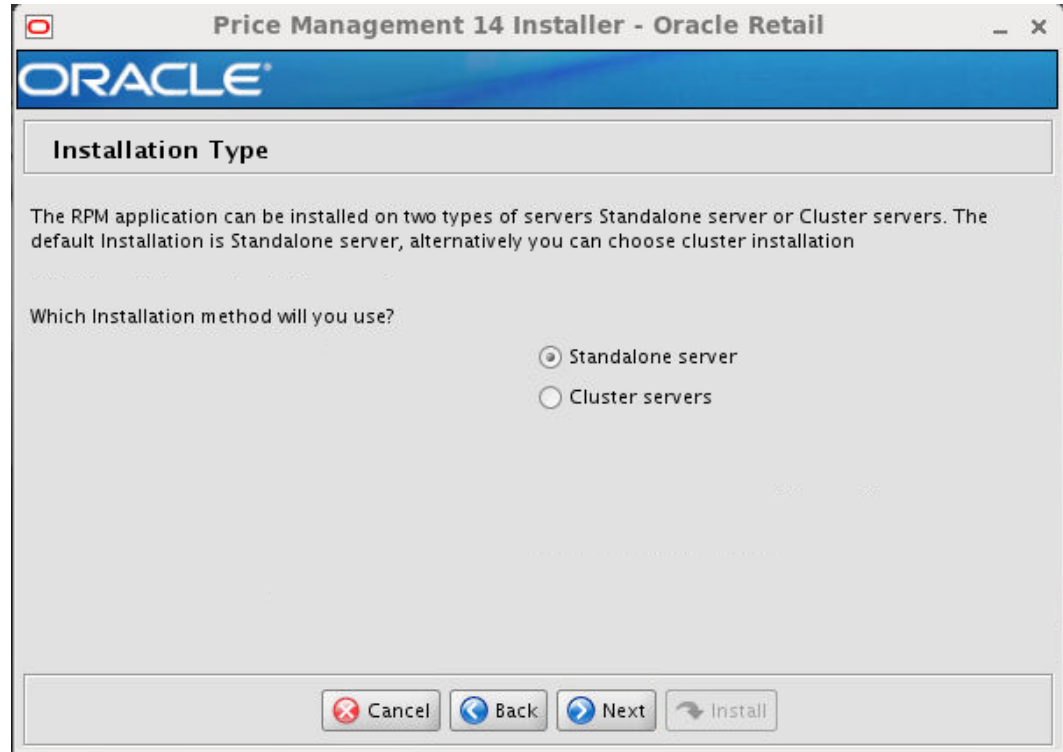 Price Management 14 Installer - Oracle Retail
ORACLE
Installation Type
The RPM application can be installed on two types of servers Standalone server or Cluster servers. The
default Installation is Standalone server, alternatively you can choose cluster installation
Which Installation method will you use?
Standalone server
Cluster servers
Cancel Back Next Install